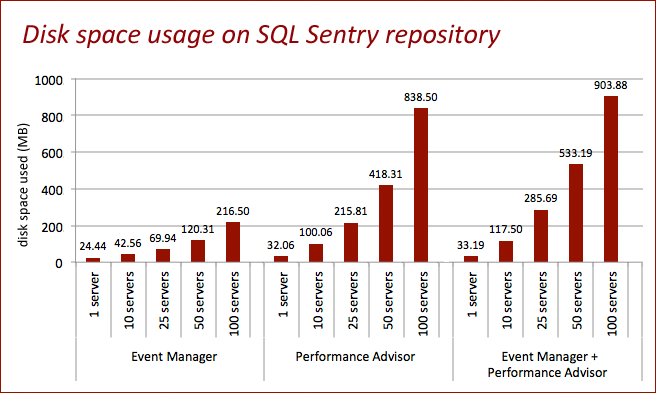 Disk space usage on SQL Sentry repository
disk space used (MB)
1000
800
600
400
200
0
24.44
42.56
69.94
120.31
216.50
32.06
100.06
215.81
418.31
838.50
33.19
117.50
285.69
533.19
903.88
1 server
10 servers
25 servers
50 servers
100 servers
1 server
10 servers
25 servers
50 servers
100 servers
1 server
10 servers
25 servers
50 servers
100 servers
Event Manager
Performance Advisor
Event Manager +
Performance Advisor